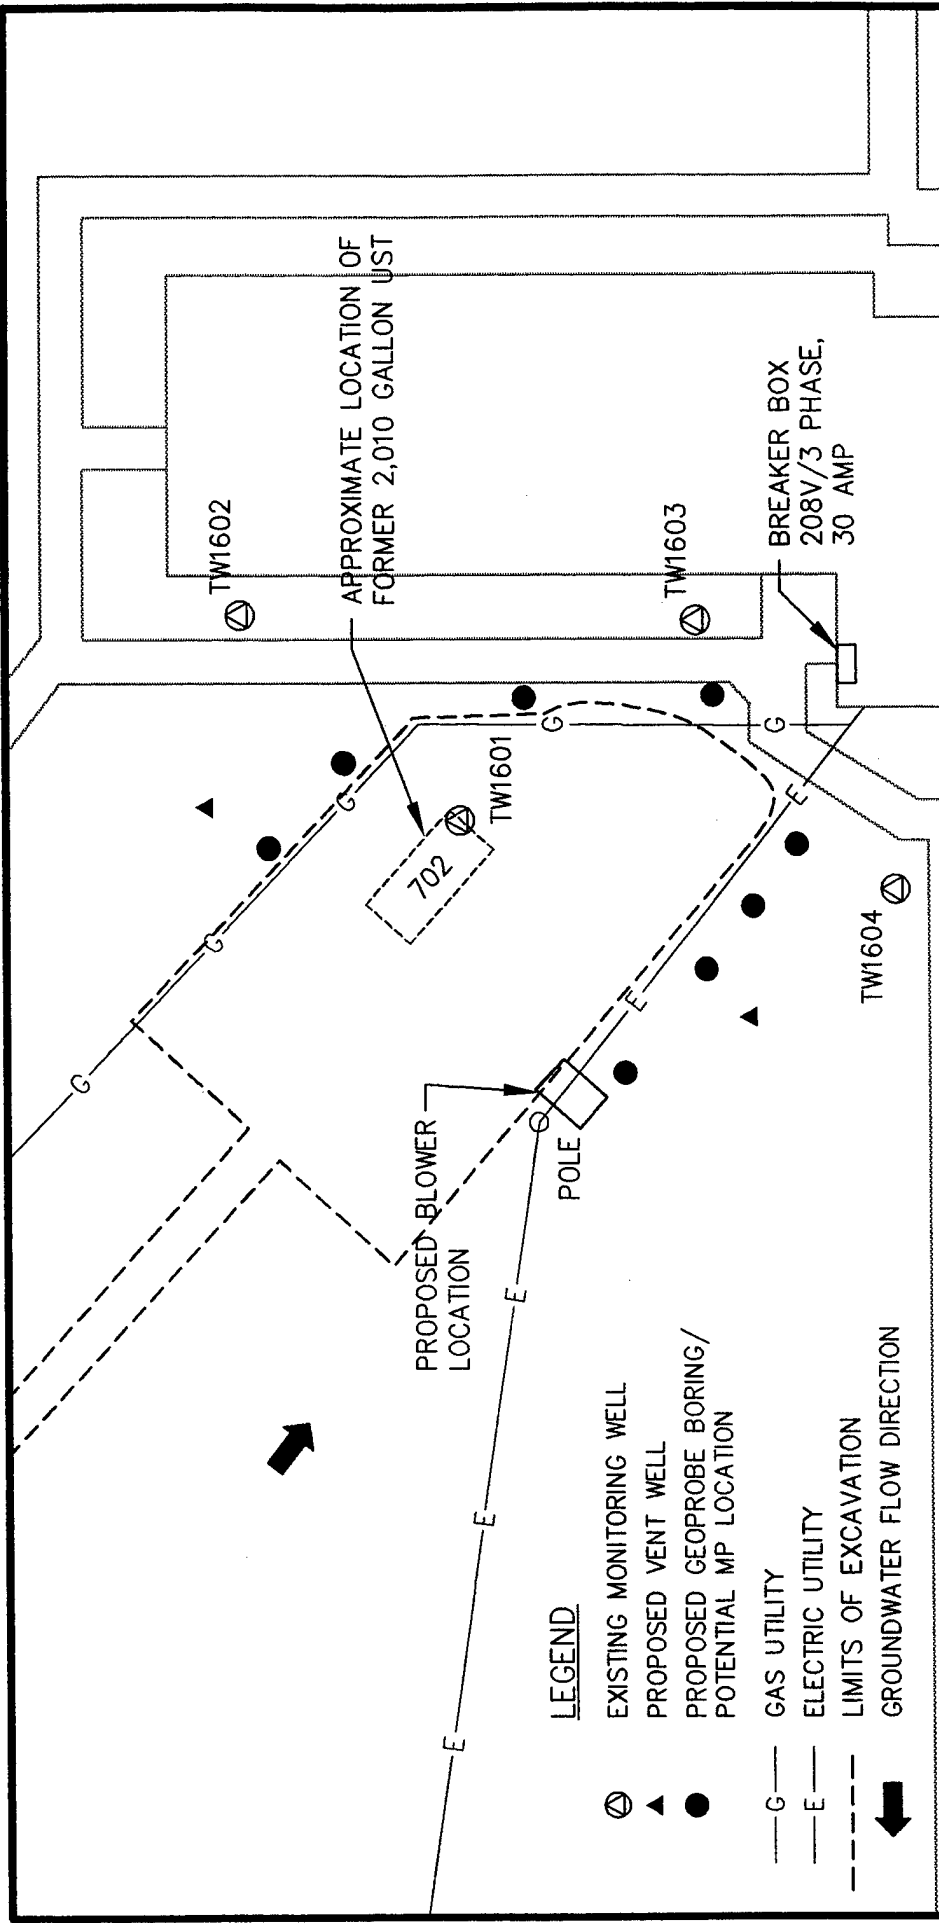 TW1602
APPROXIMATE LOCATION OF
FORMER 2,010 GALLON UST
TW1603
BREAKER BOX
208V/3 PHASE,
30 AMP
G
G
G
G
G
702
TW1601
E
E
TW1604
PROPOSED BLOWER
LOCATION
POLE
E
E
E
LEGEND
EXISTING MONITORING WELL
PROPOSED VENT WELL
PROPOSED GEOPROBE BORING/
POTENTIAL MP LOCATION
G GAS UTILITY
E ELECTRIC UTILITY
LIMITS OF EXCAVATION
GROUNDWATER FLOW DIRECTION